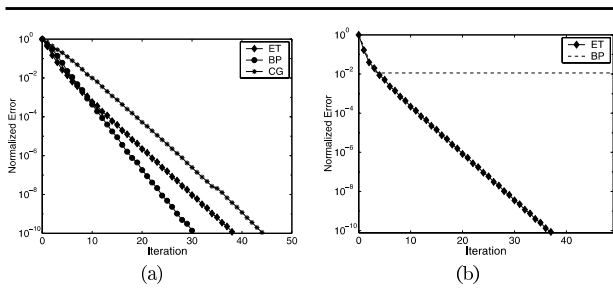 10^0
10^-2
10^-4
10^-6
10^-8
10^-10
Normalized Error
ET
BP
CG
0 10 20 30 40 50
Iteration
(a)
10^0
10^-2
10^-4
10^-6
10^-8
10^-10
Normalized Error
ET
BP
0 10 20 30 40
Iteration
(b)